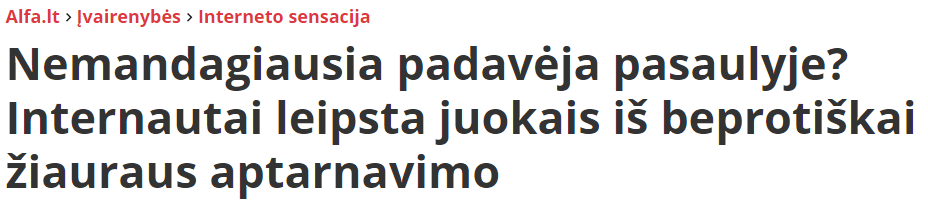 Alfa.lt › Įvairenybės › Interneto sensacija
Nemandagiausia padavėja pasaulyje?
Internautai leipsta juokais iš beprotiškai
žiauraus aptarnavimo